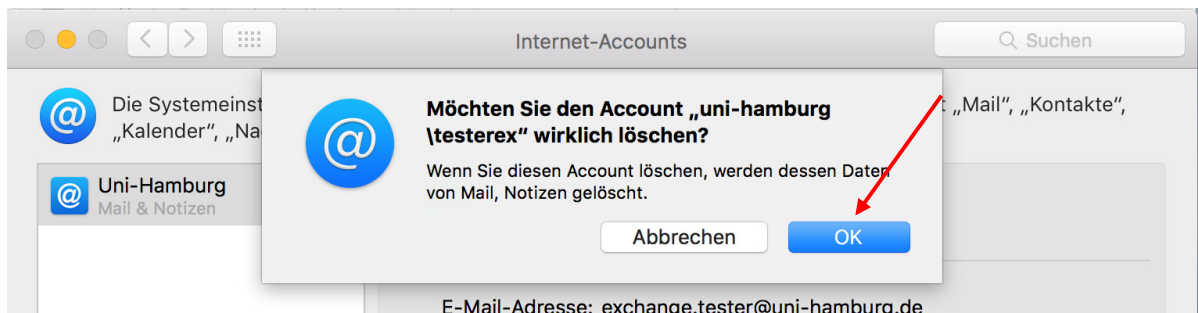 Internet-Accounts
Suchen
Die Systemeinst
„Kalender“, „Na
t „Mail“, „Kontakte“,
Möchten Sie den Account „uni-hamburg
\testerex“ wirklich löschen?
Wenn Sie diesen Account löschen, werden dessen Daten
von Mail, Notizen gelöscht.
Abbrechen
OK
Uni-Hamburg
Mail & Notizen
E-Mail-Adresse: exchange.tester@uni-hamburg.de